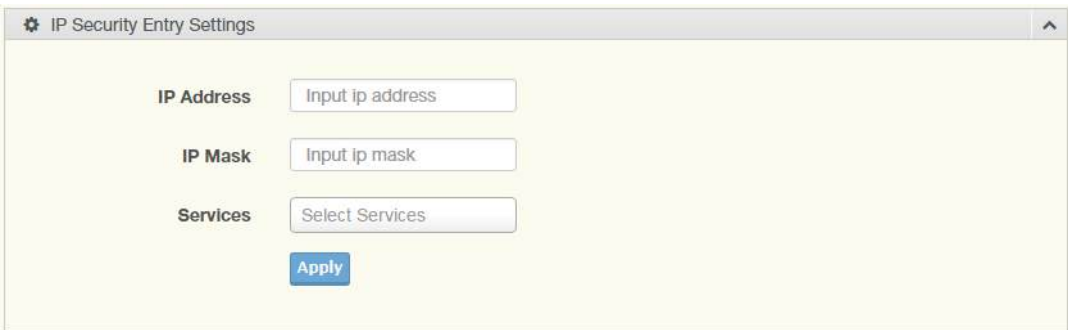 IP Security Entry Settings
IP Address Input ip address
IP Mask Input ip mask
Services Select Services
Apply